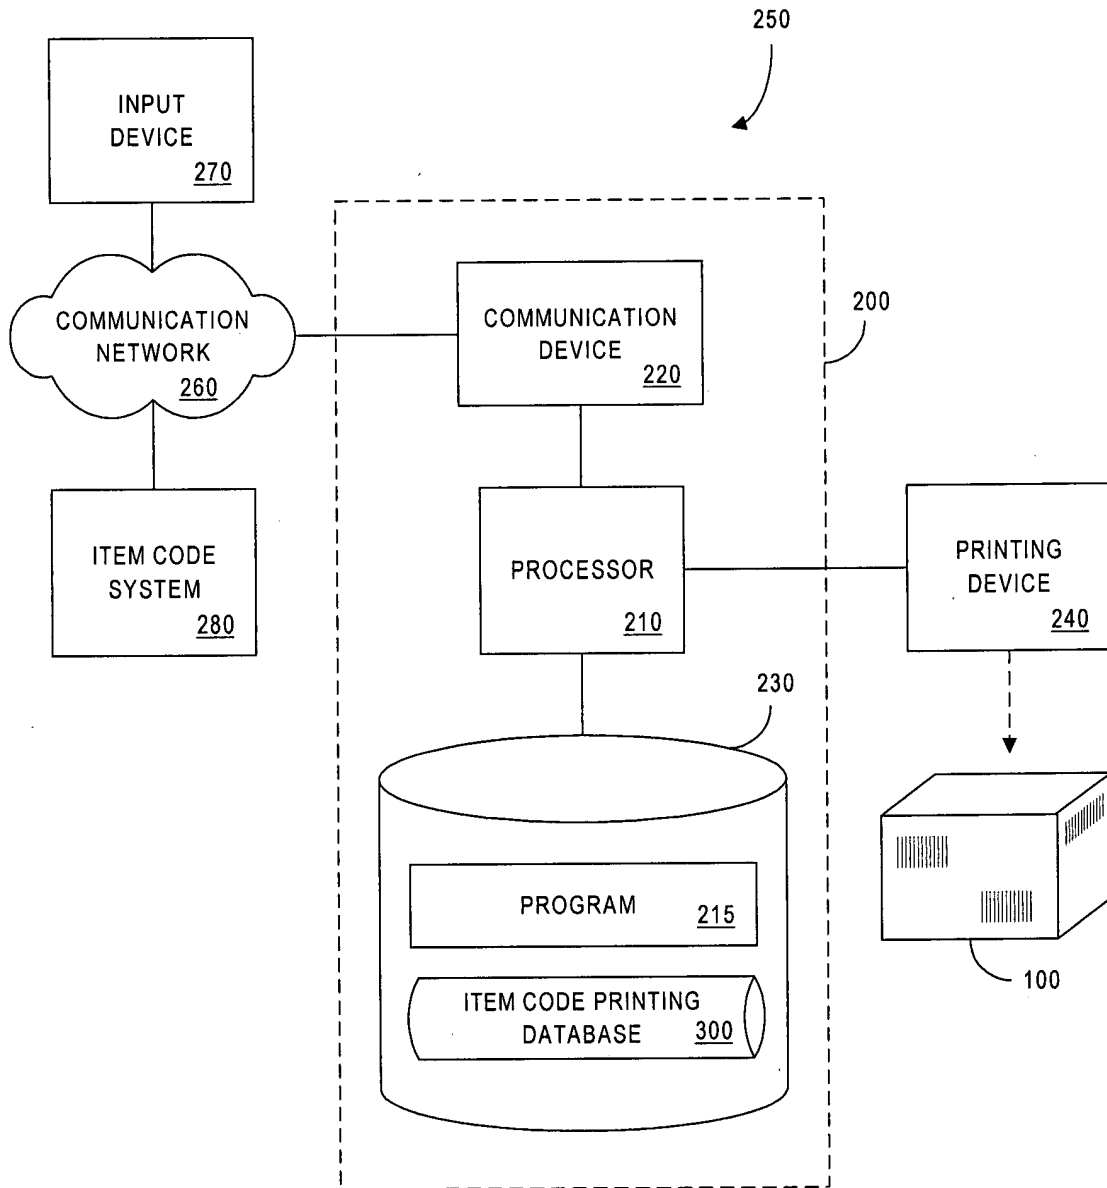 250
INPUT
DEVICE
270
COMMUNICATION
NETWORK
260
COMMUNICATION
DEVICE
220
200
ITEM CODE
SYSTEM
280
PROCESSOR
210
PRINTING
DEVICE
240
230
PROGRAM
215
ITEM CODE PRINTING
DATABASE
300
100